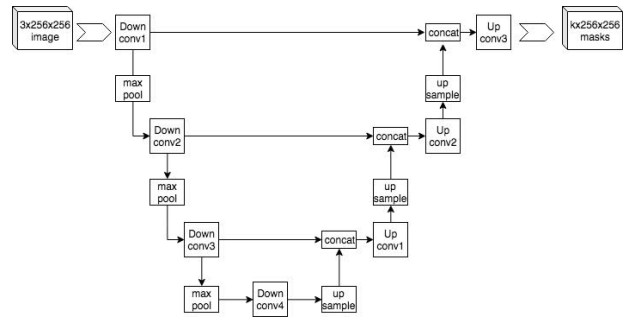 3x256x256
image
Down
conv1
concat
Up
conv3
kx256x256
masks
max
pool
up
sample
Down
conv2
concat
Up
conv2
max
pool
up
sample
Down
conv3
concat
Up
conv1
max
pool
Down
conv4
up
sample